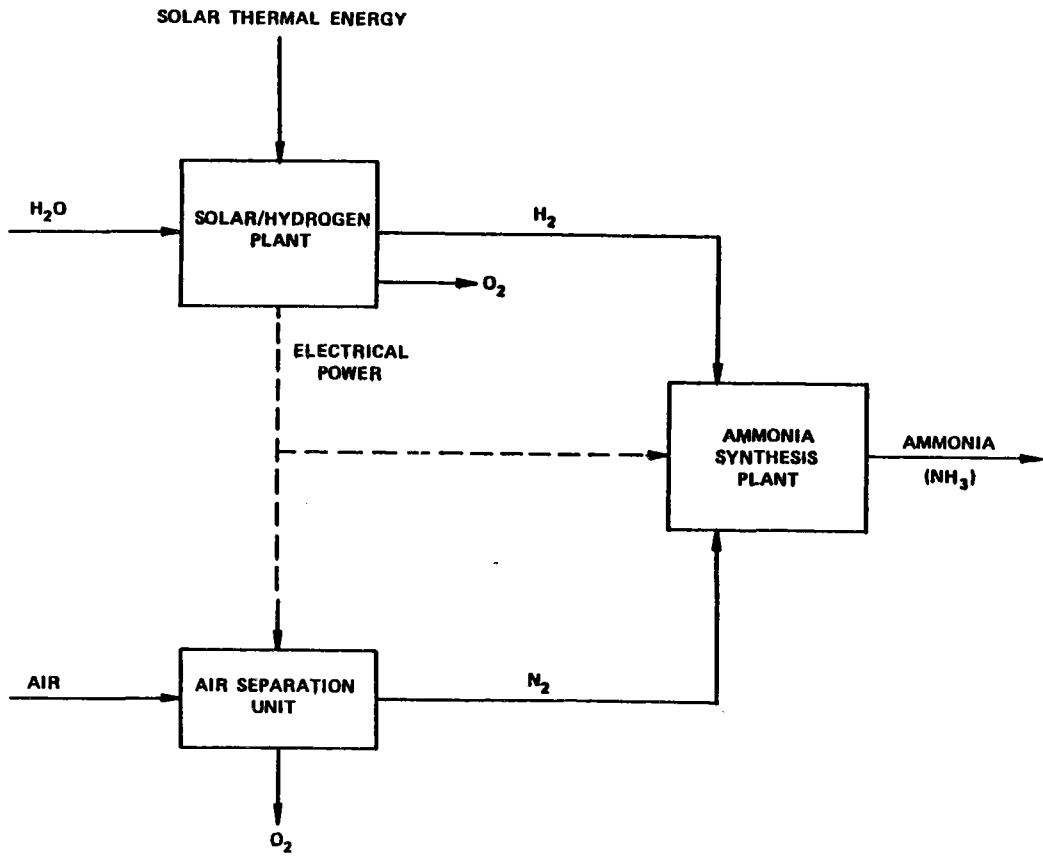 SOLAR THERMAL ENERGY
H₂O
SOLAR/HYDROGEN
PLANT
H₂
O₂
ELECTRICAL
POWER
AMMONIA
SYNTHESIS
PLANT
AMMONIA
(NH₃)
AIR
AIR SEPARATION
UNIT
N₂
O₂